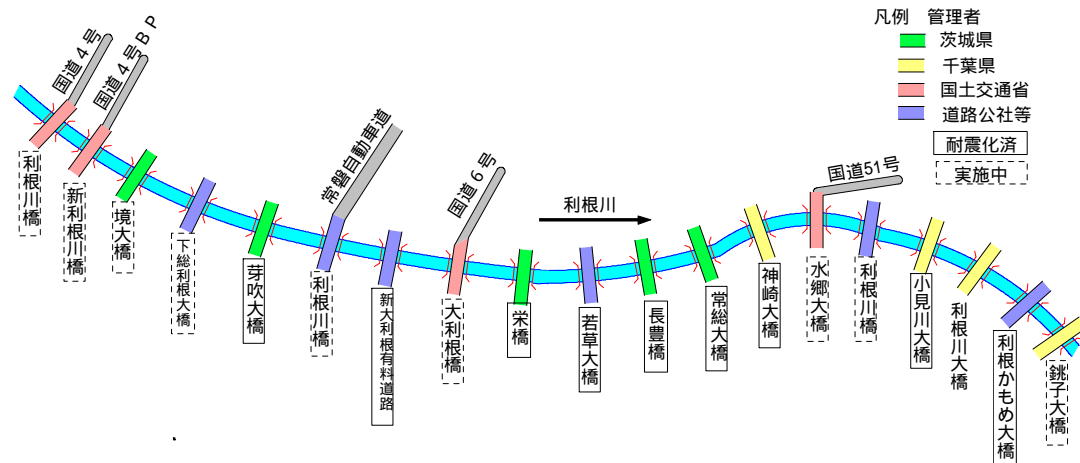 凡例　管理者
茨城県
千葉県
国土交通省
道路公社等
耐震化済
実施中
国道４号
国道４号ＢＰ
常磐自動車道
国道６号
利根川
国道51号
利根川橋
新利根川橋
境大橋
下総利根大橋
芽吹大橋
利根川橋
新大利根有料道路
大利根橋
栄橋
若草大橋
長豊橋
常総大橋
神崎大橋
水郷大橋
利根川橋
小見川大橋
利根川大橋
利根かもめ大橋
銚子大橋